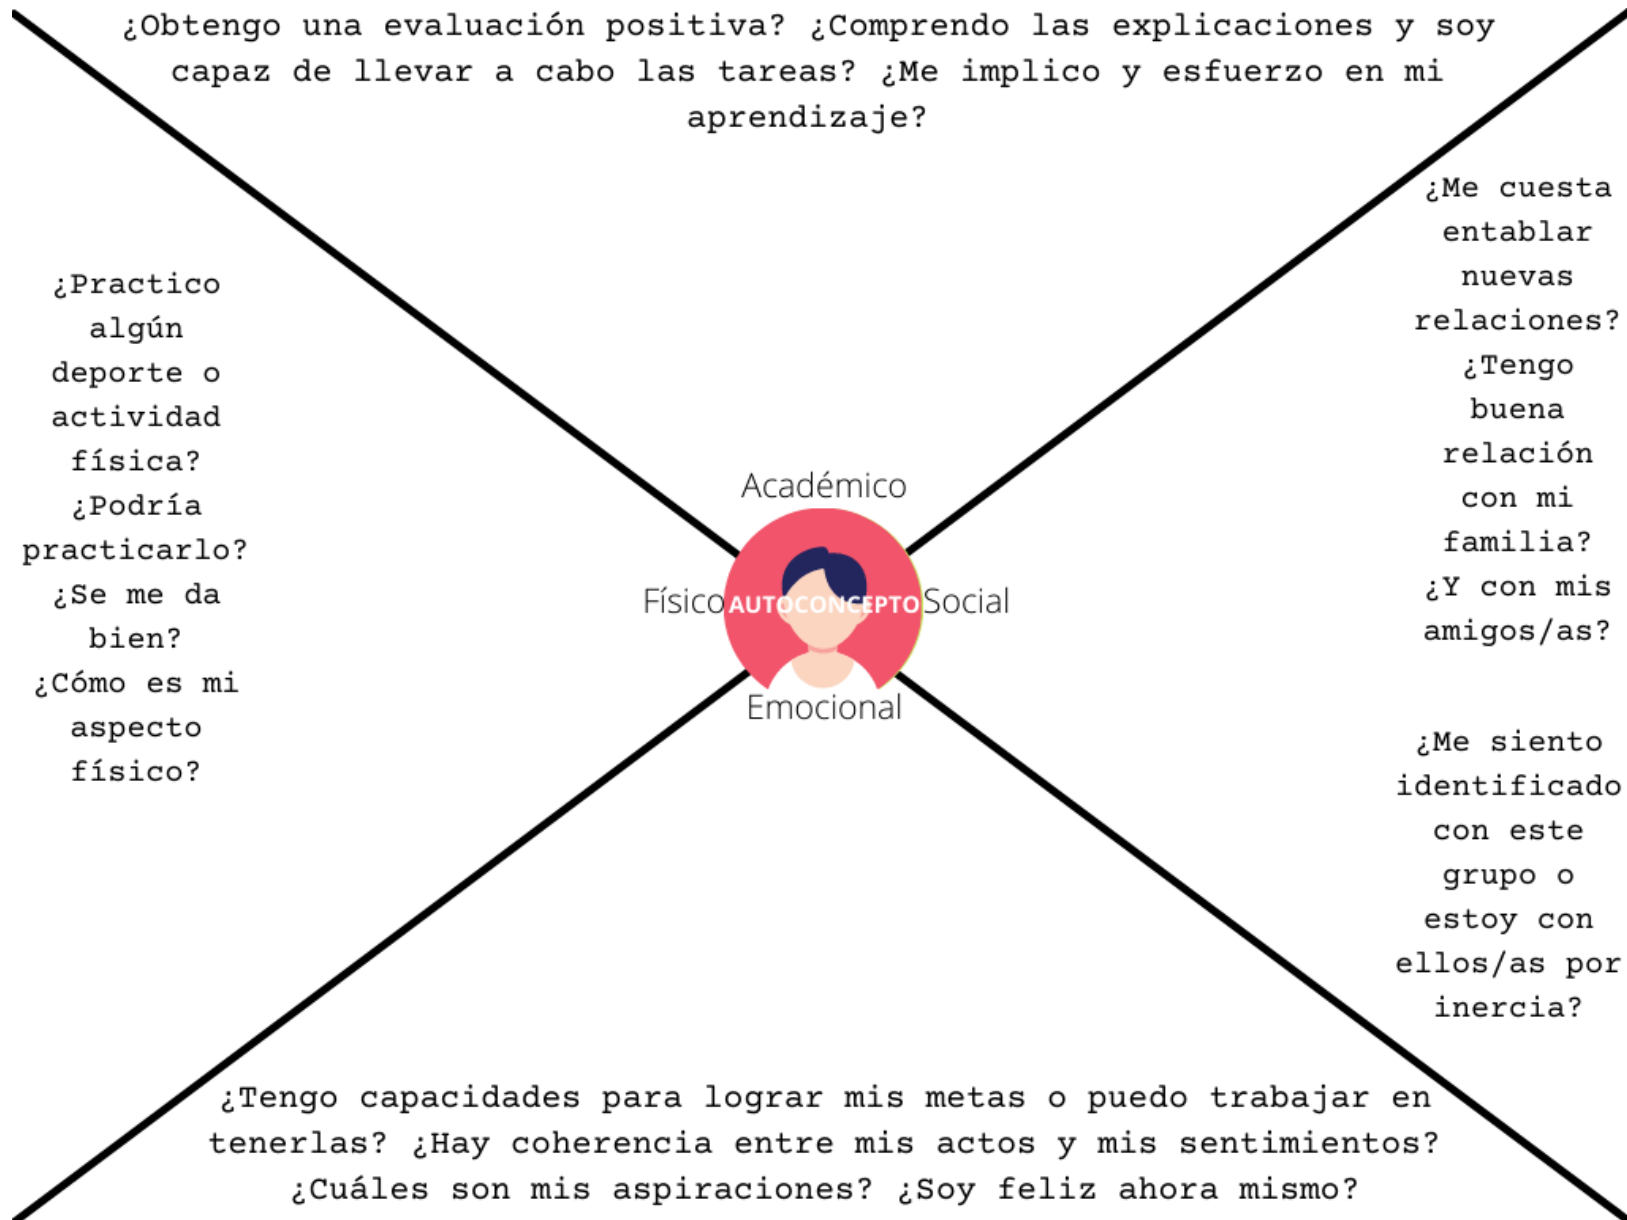 ¿Obtengo una evaluación positiva? ¿Comprendo las explicaciones y soy
capaz de llevar a cabo las tareas? ¿Me implico y esfuerzo en mi
aprendizaje?
¿Practico
algún
deporte o
actividad
física?
¿Podría
practicarlo?
¿Se me da
bien?
¿Cómo es mi
aspecto
físico?
Académico
Físico
AUTOCONCEPTO
Social
Emocional
¿Me cuesta
entablar
nuevas
relaciones?
¿Tengo
buena
relación
con mi
familia?
¿Y con mis
amigos/as?
¿Me siento
identificado
con este
grupo o
estoy con
ellos/as por
inercia?
¿Tengo capacidades para lograr mis metas o puedo trabajar en
tenerlas? ¿Hay coherencia entre mis actos y mis sentimientos?
¿Cuáles son mis aspiraciones? ¿Soy feliz ahora mismo?